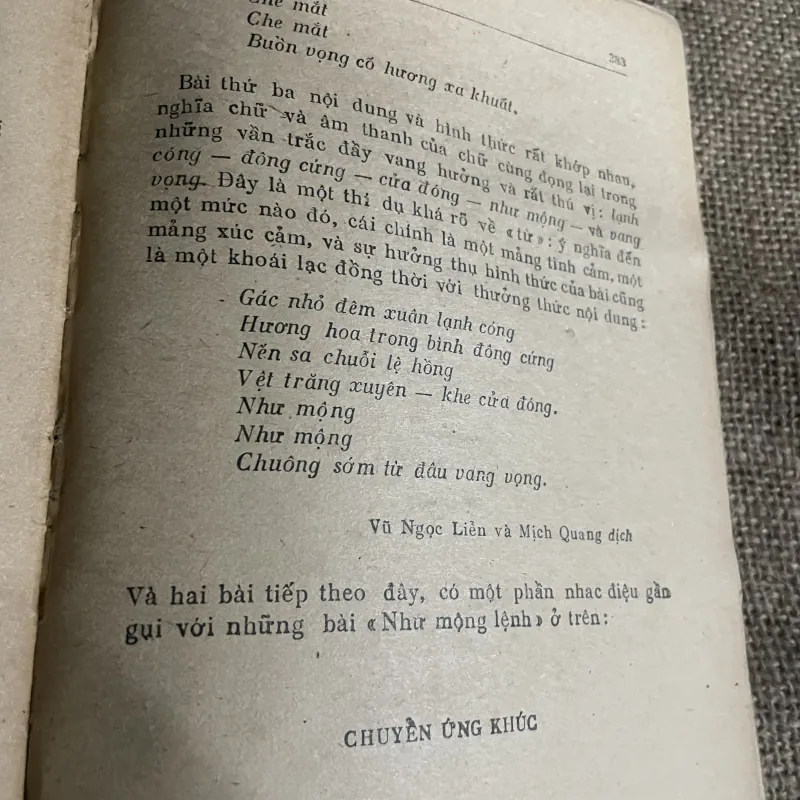 Che mắt
283
Che mắt
Buồn vọng cố hương xa khuất.
Bài thứ ba nội dung và hình thức rất khớp nhau,
nghĩa chữ và âm thanh của chữ cùng đọng lại trong
những vần trắc đầy vang hưởng và rất thú vị: lạnh
cóng — đông cứng — cửa đóng — như mộng — và vang
vọng. Đây là một thí dụ khá rõ về «từ»: ý nghĩa đến
một mức nào đó, cái chính là một mảng tình cảm, một
mảng xúc cảm, và sự hưởng thụ hình thức của bài cũng
là một khoái lạc đồng thời với thưởng thức nội dung:
Gác nhỏ đêm xuân lạnh cóng
Hương hoa trong bình đông cứng
Nến sa chuỗi lệ hồng
Vệt trăng xuyên — khe cửa đóng.
Như mộng
Như mộng
Chuông sớm từ đâu vang vọng.
Vũ Ngọc Liễn và Mịch Quang dịch
Và hai bài tiếp theo đây, có một phần nhạc điệu gần
gụi với những bài «Như mộng lệnh» ở trên:
CHUYỂN ỨNG KHÚC